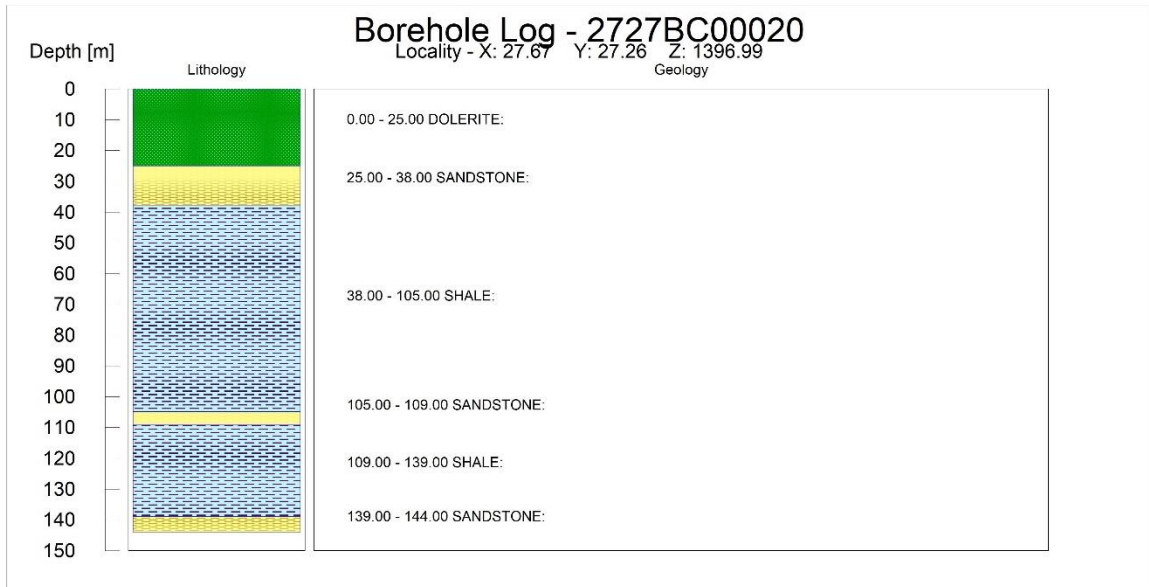 Borehole Log - 2727BC00020
Locality - X: 27.67 Y: 27.26 Z: 1396.99
Depth [m]
Lithology
Geology
0
10
20
30
40
50
60
70
80
90
100
110
120
130
140
150
0.00 - 25.00 DOLERITE:
25.00 - 38.00 SANDSTONE:
38.00 - 105.00 SHALE:
105.00 - 109.00 SANDSTONE:
109.00 - 139.00 SHALE:
139.00 - 144.00 SANDSTONE: